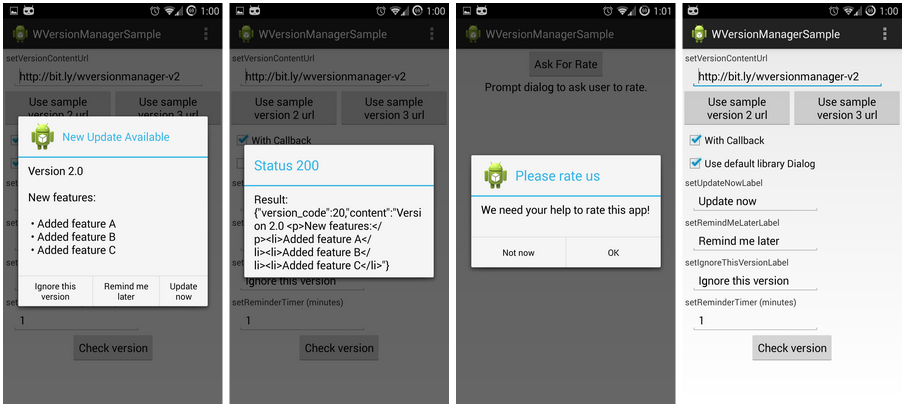 1:00
WVersionManagerSample
setVersionContentUrl
http://bit.ly/wversionmanager-v2
Use sample
version 2 url
Use sample
version 3 url
New Update Available
Version 2.0
New features:
• Added feature A
• Added feature B
• Added feature C
Ignore this
version
Remind me
later
Update
now
setReminderTimer (minutes)
1
Check version
1:00
WVersionManagerSample
setVersionContentUrl
http://bit.ly/wversionmanager-v2
Use sample
version 2 url
Use sample
version 3 url
With Callback
Status 200
Result:
{"version_code":20,"content":"Versi
on 2.0 <p>New features:</
p><li>Added feature A</
li><li>Added feature B</
li><li>Added feature C</li>"}
Ignore this version
setReminderTimer (minutes)
1
Check version
1:01
WVersionManagerSample
Ask For Rate
Prompt dialog to ask user to rate.
Please rate us
We need your help to rate this app!
Not now
OK
1:00
WVersionManagerSample
setVersionContentUrl
http://bit.ly/wversionmanager-v2
Use sample
version 2 url
Use sample
version 3 url
With Callback
Use default library Dialog
setUpdateNowLabel
Update now
setRemindMeLaterLabel
Remind me later
setIgnoreThisVersionLabel
Ignore this version
setReminderTimer (minutes)
1
Check version